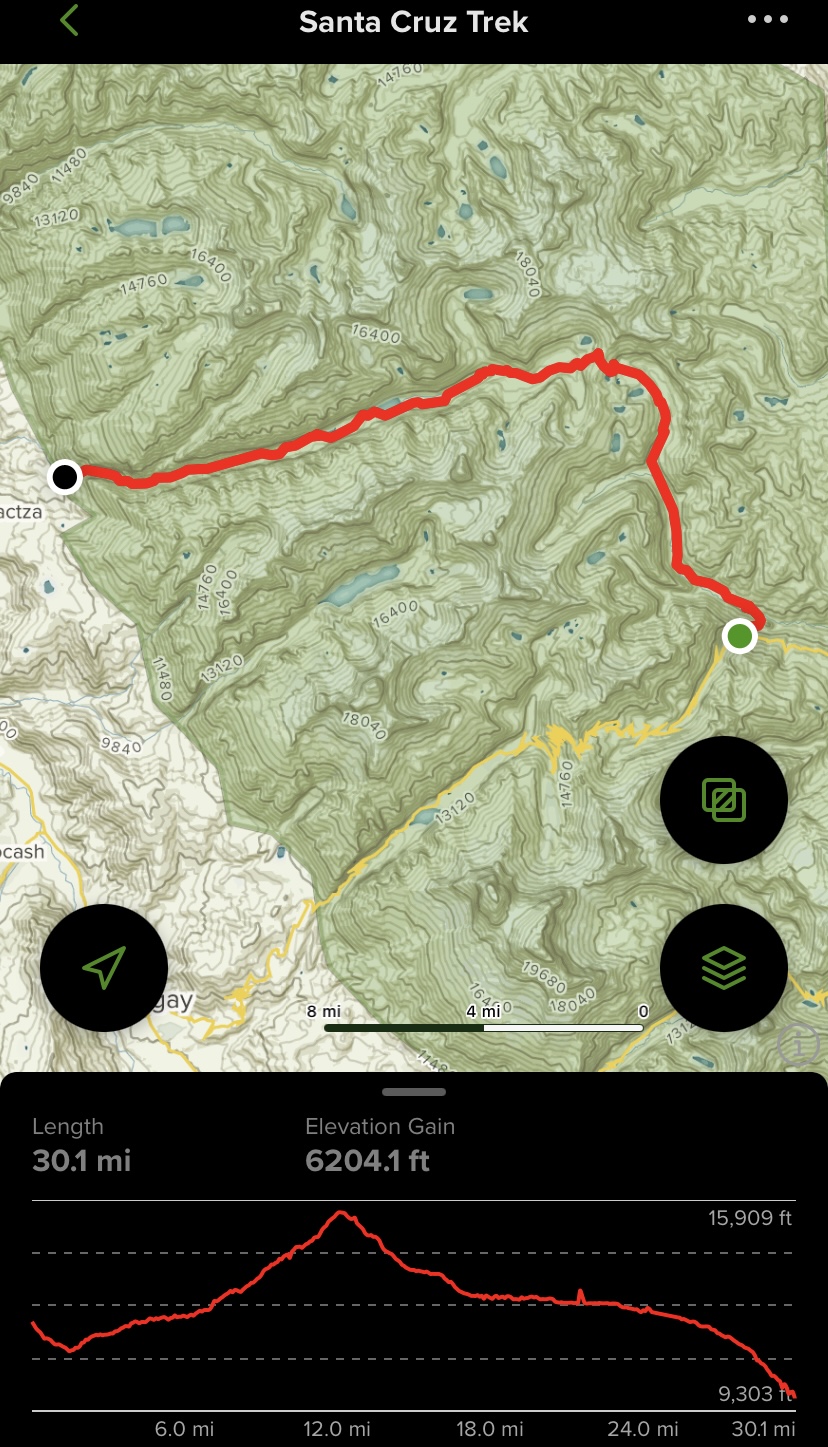 Santa Cruz Trek
14760
9840
11480
13120
16400
18040
14760
16400
actza
14760
16400
16400
13120
11480
18040
9840
00
14760
13120
ocash
19680
16400
18040
gay
8 mi 4 mi 0
1312
1148
Length Elevation Gain
30.1 mi 6204.1 ft
15,909 ft
9,303 ft
6.0 mi 12.0 mi 18.0 mi 24.0 mi 30.1 mi